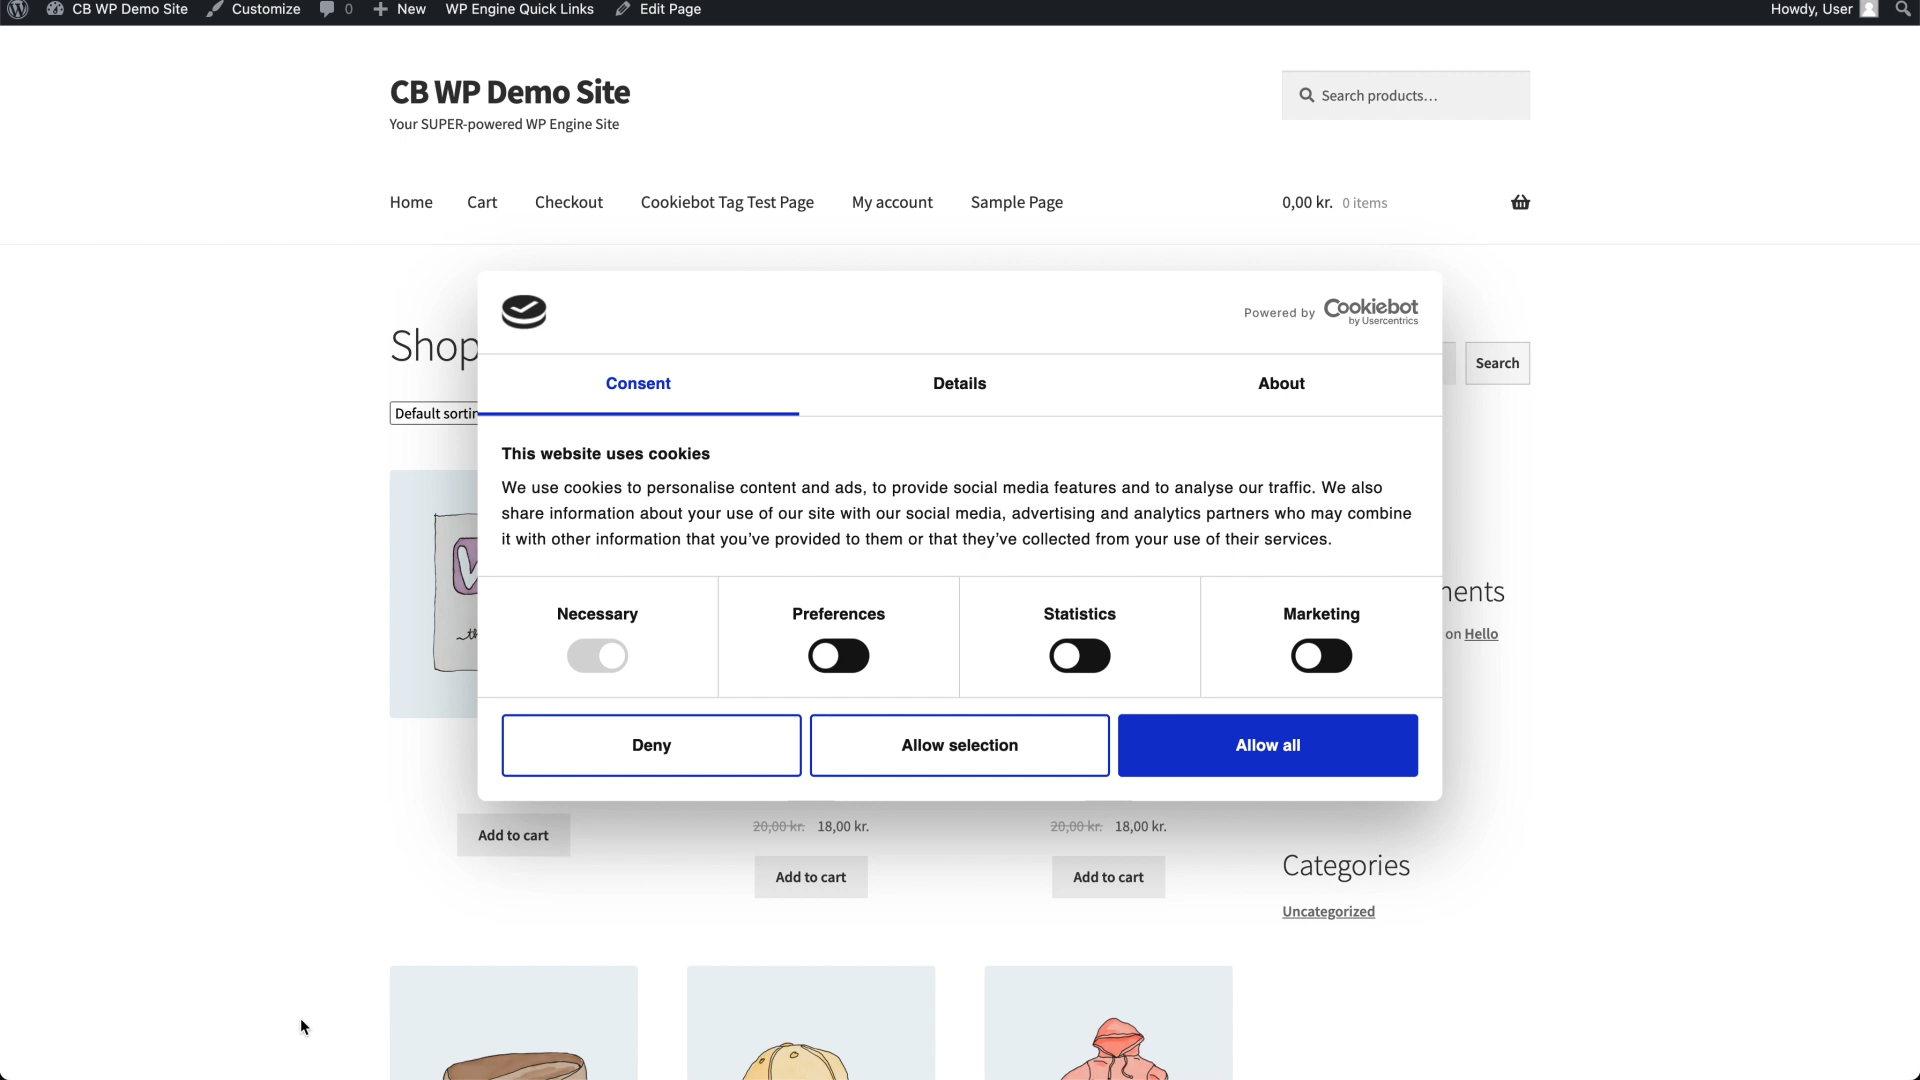 CB WP Demo Site Customize 0 New WP Engine Quick Links Edit Page Howdy, User
CB WP Demo Site
Your SUPER-powered WP Engine Site
Search products…
Home Cart Checkout Cookiebot Tag Test Page My account Sample Page 0,00 kr. 0 items
Powered by Cookiebot
by Usercentrics
Shop
Search
Consent Details About
Default sortin
This website uses cookies
We use cookies to personalise content and ads, to provide social media features and to analyse our traffic. We also
share information about your use of our site with our social media, advertising and analytics partners who may combine
it with other information that you've provided to them or that they've collected from your use of their services.
Necessary Preferences Statistics Marketing
on Hello
Deny Allow selection Allow all
20,00 kr. 18,00 kr. 20,00 kr. 18,00 kr.
Add to cart
Add to cart Add to cart
Categories
Uncategorized